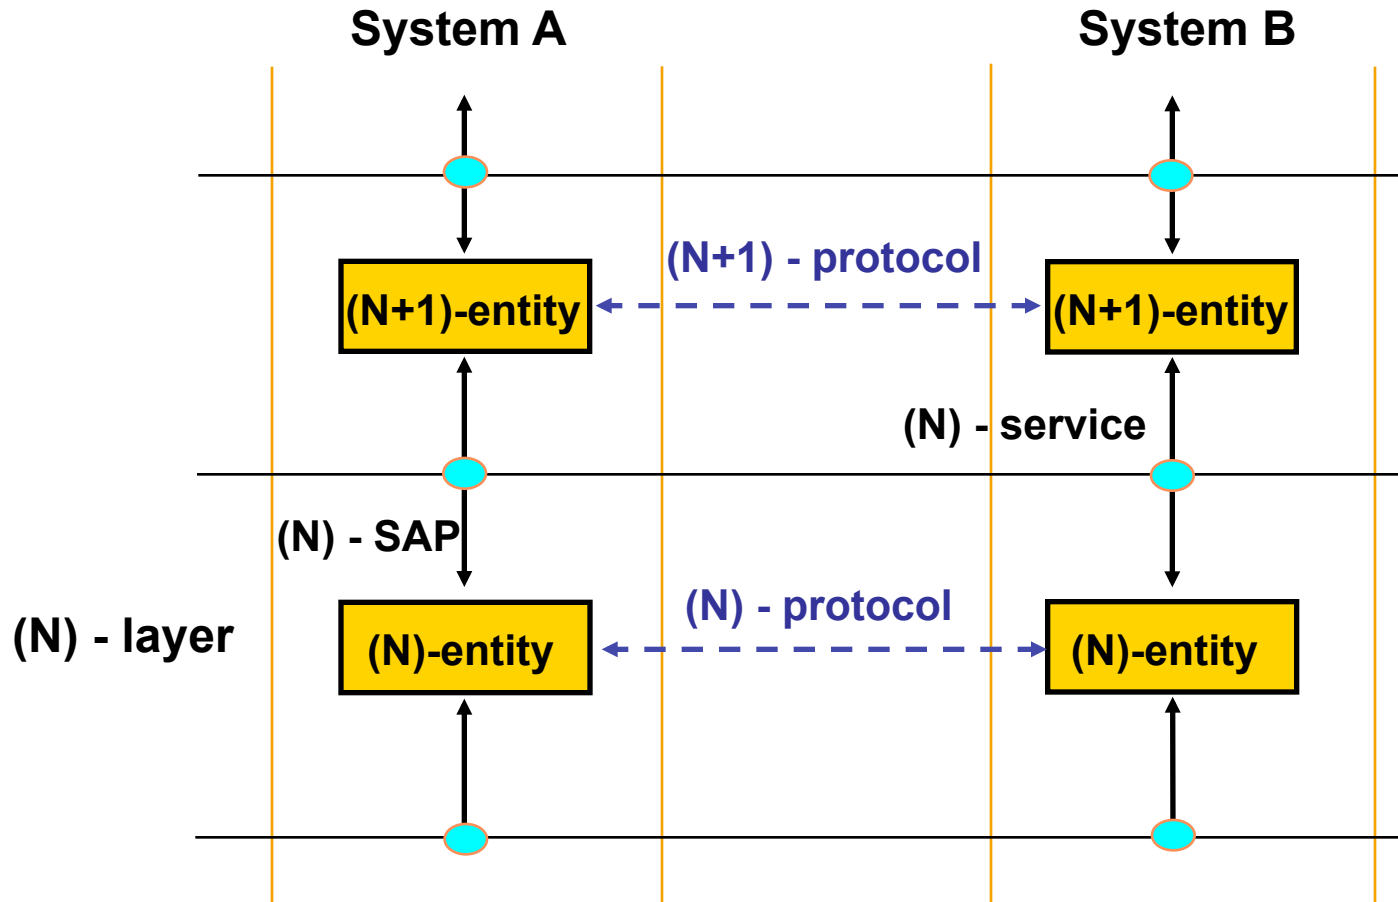 System A
System B
(N+1) - protocol
(N+1)-entity
(N+1)-entity
(N) - service
(N) - SAP
(N) - protocol
(N) - layer
(N)-entity
(N)-entity